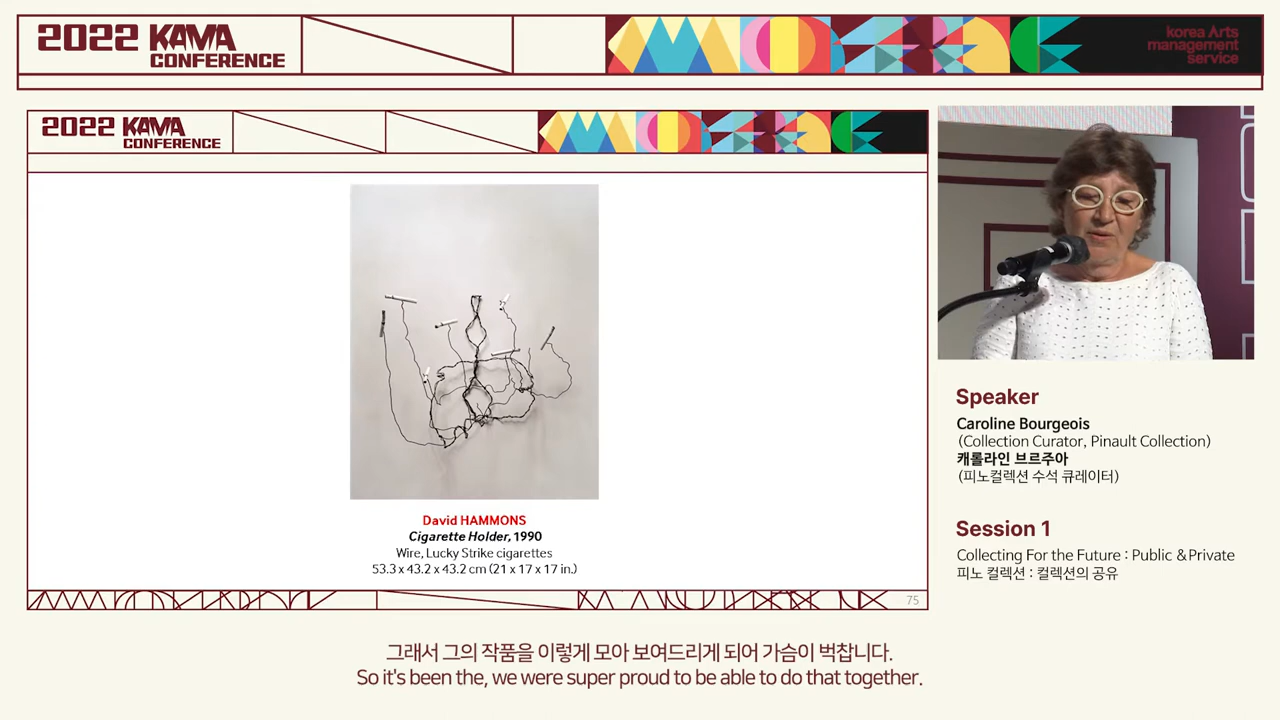 2022 KAMA
CONFERENCE
korea Arts
management
service
2022 KAMA
CONFERENCE
David HAMMONS
Cigarette Holder, 1990
Wire, Lucky Strike cigarettes
53.3 x 43.2 x 43.2 cm (21 x 17 x 17 in.)
75
Speaker
Caroline Bourgeois
(Collection Curator, Pinault Collection)
캐롤라인 브르주아
(피노컬렉션 수석 큐레이터)
Session 1
Collecting For the Future : Public & Private
피노 컬렉션 : 컬렉션의 공유
그래서 그의 작품을 이렇게 모아 보여드리게 되어 가슴이 벅찹니다.
So it's been the, we were super proud to be able to do that together.